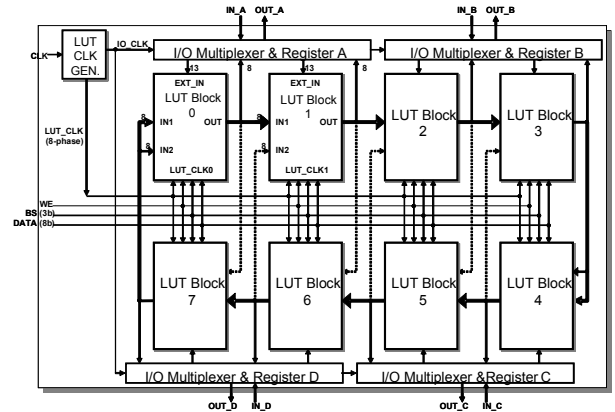 IN_A OUT_A IN_B OUT_B
CLK
LUT
CLK
GEN.
IO_CLK
I/O Multiplexer & Register A
I/O Multiplexer & Register B
13 8 13 8
EXT_IN
LUT Block
0
8 IN1 OUT
8 IN2
LUT_CLK0
EXT_IN
LUT Block
1
8 IN1 OUT
8 IN2
LUT_CLK1
LUT Block
2
LUT Block
3
LUT_CLK
(8-phase)
WE
BS (3b)
DATA (8b)
LUT Block
7
LUT Block
6
LUT Block
5
LUT Block
4
I/O Multiplexer & Register D
I/O Multiplexer &Register C
OUT_D IN_D OUT_C IN_C